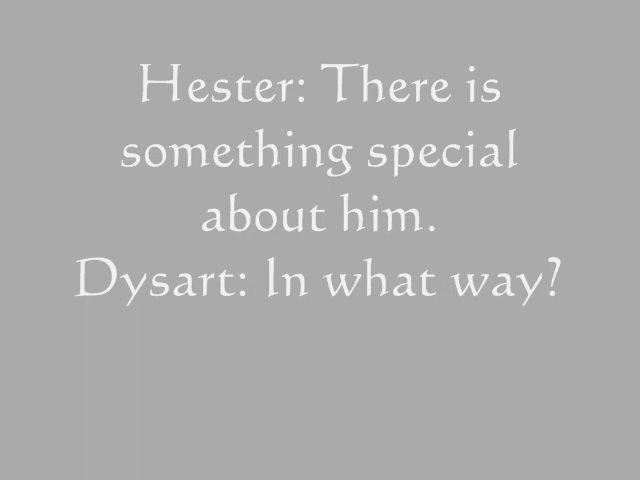 Hester: There is
something special
about him.
Dysart: In what way?